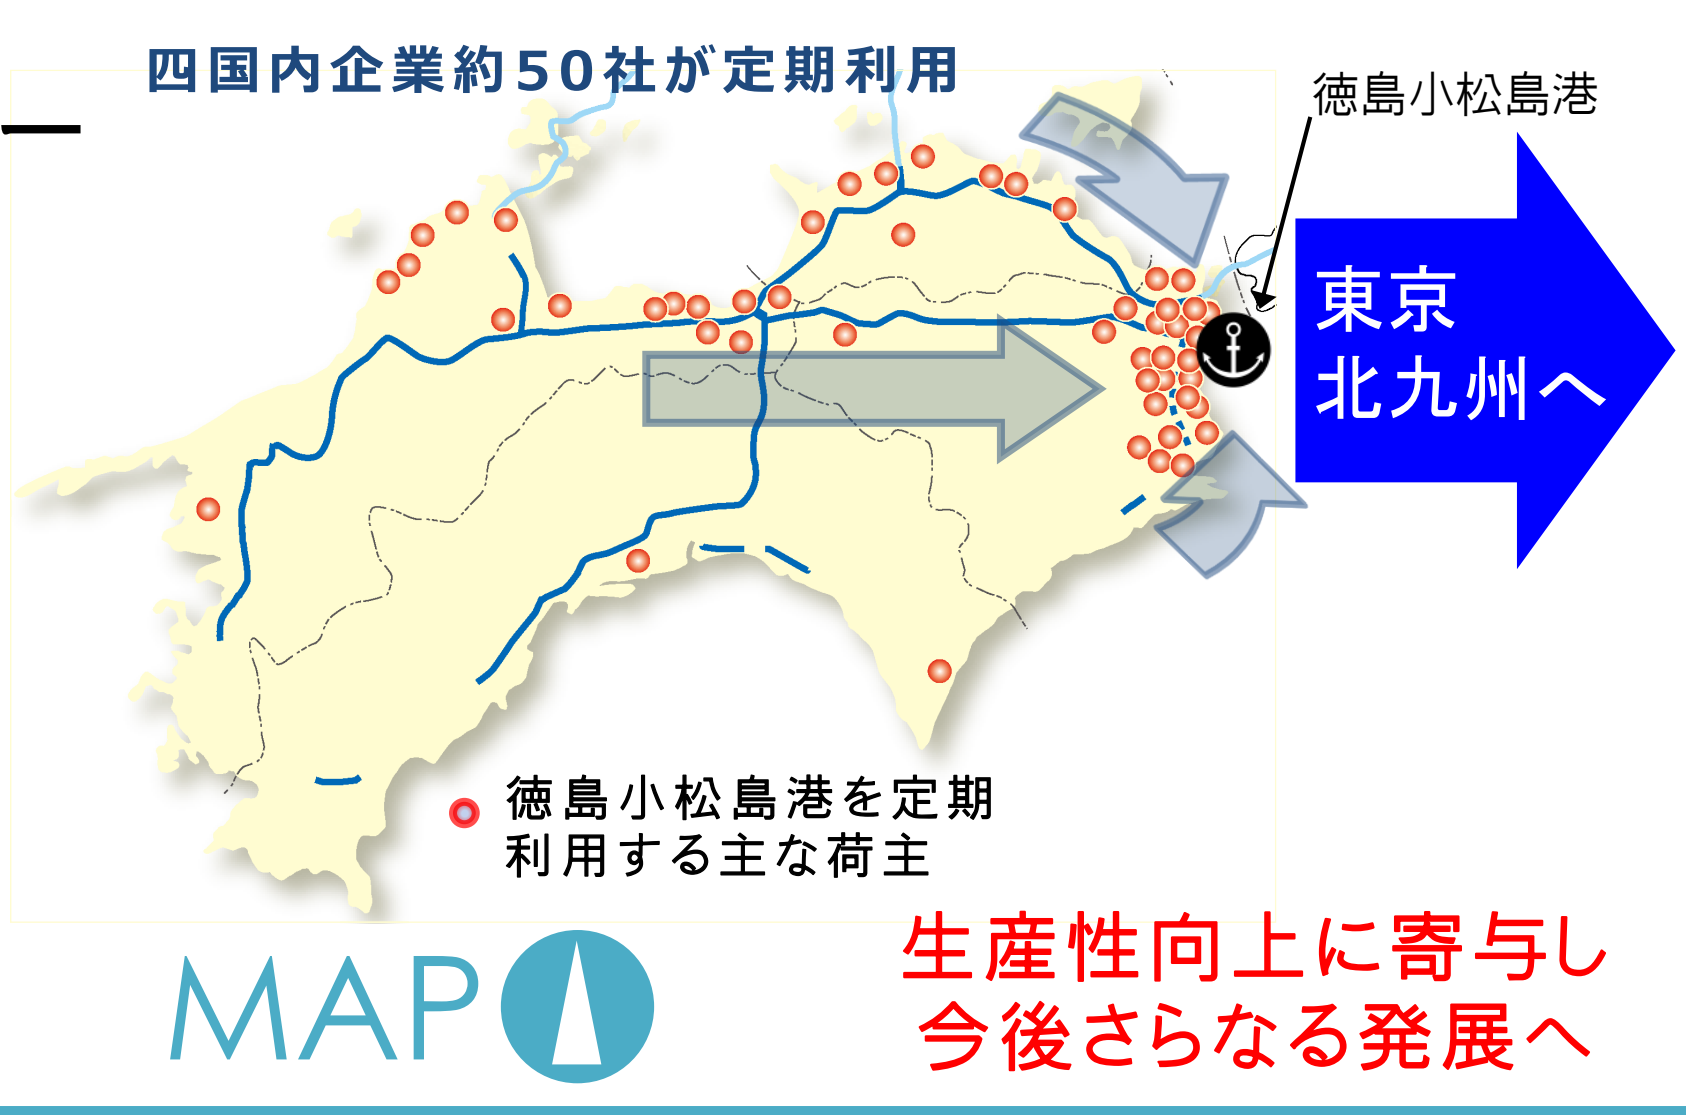 四国内企業約50社が定期利用
徳島小松島港
東京
北九州へ
徳島小松島港を定期
利用する主な荷主
MAP
生産性向上に寄与し
今後さらなる発展へ